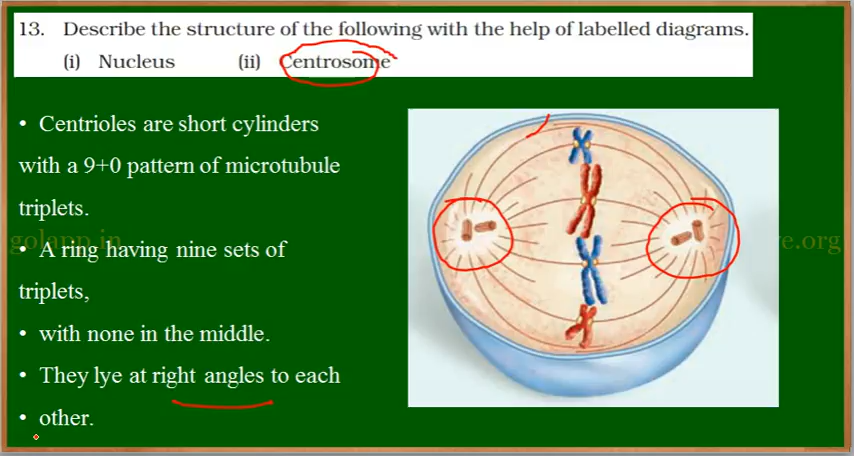 13. Describe the structure of the following with the help of labelled diagrams.
(i) Nucleus (ii) Centrosome
• Centrioles are short cylinders
with a 9+0 pattern of microtubule
triplets.
golapp.in
• A ring having nine sets of
triplets,
• with none in the middle.
• They lye at right angles to each
• other.